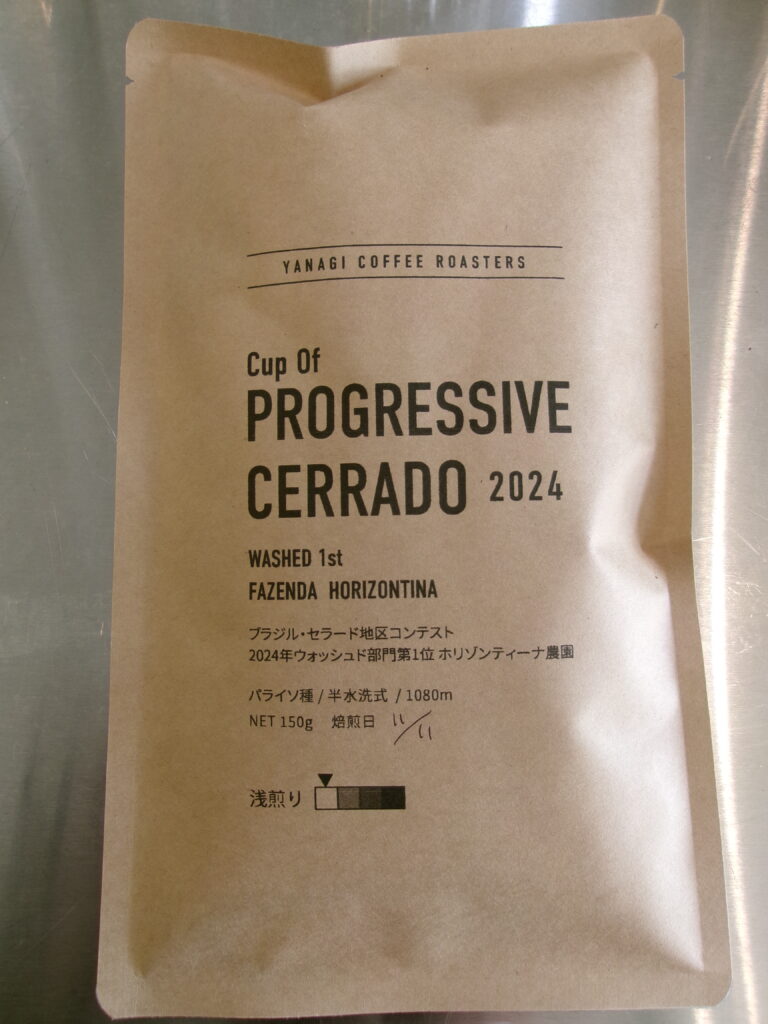 YANAGI COFFEE ROASTERS
Cup Of
PROGRESSIVE
CERRADO 2024
WASHED 1st
FAZENDA HORIZONTINA
ブラジル・セラード地区コンテスト
2024年ウォッシュド部門第1位 ホリゾンティーナ農園
パライソ種 / 半水洗式 / 1080m
NET 150g 焙煎日 11/11
浅煎り